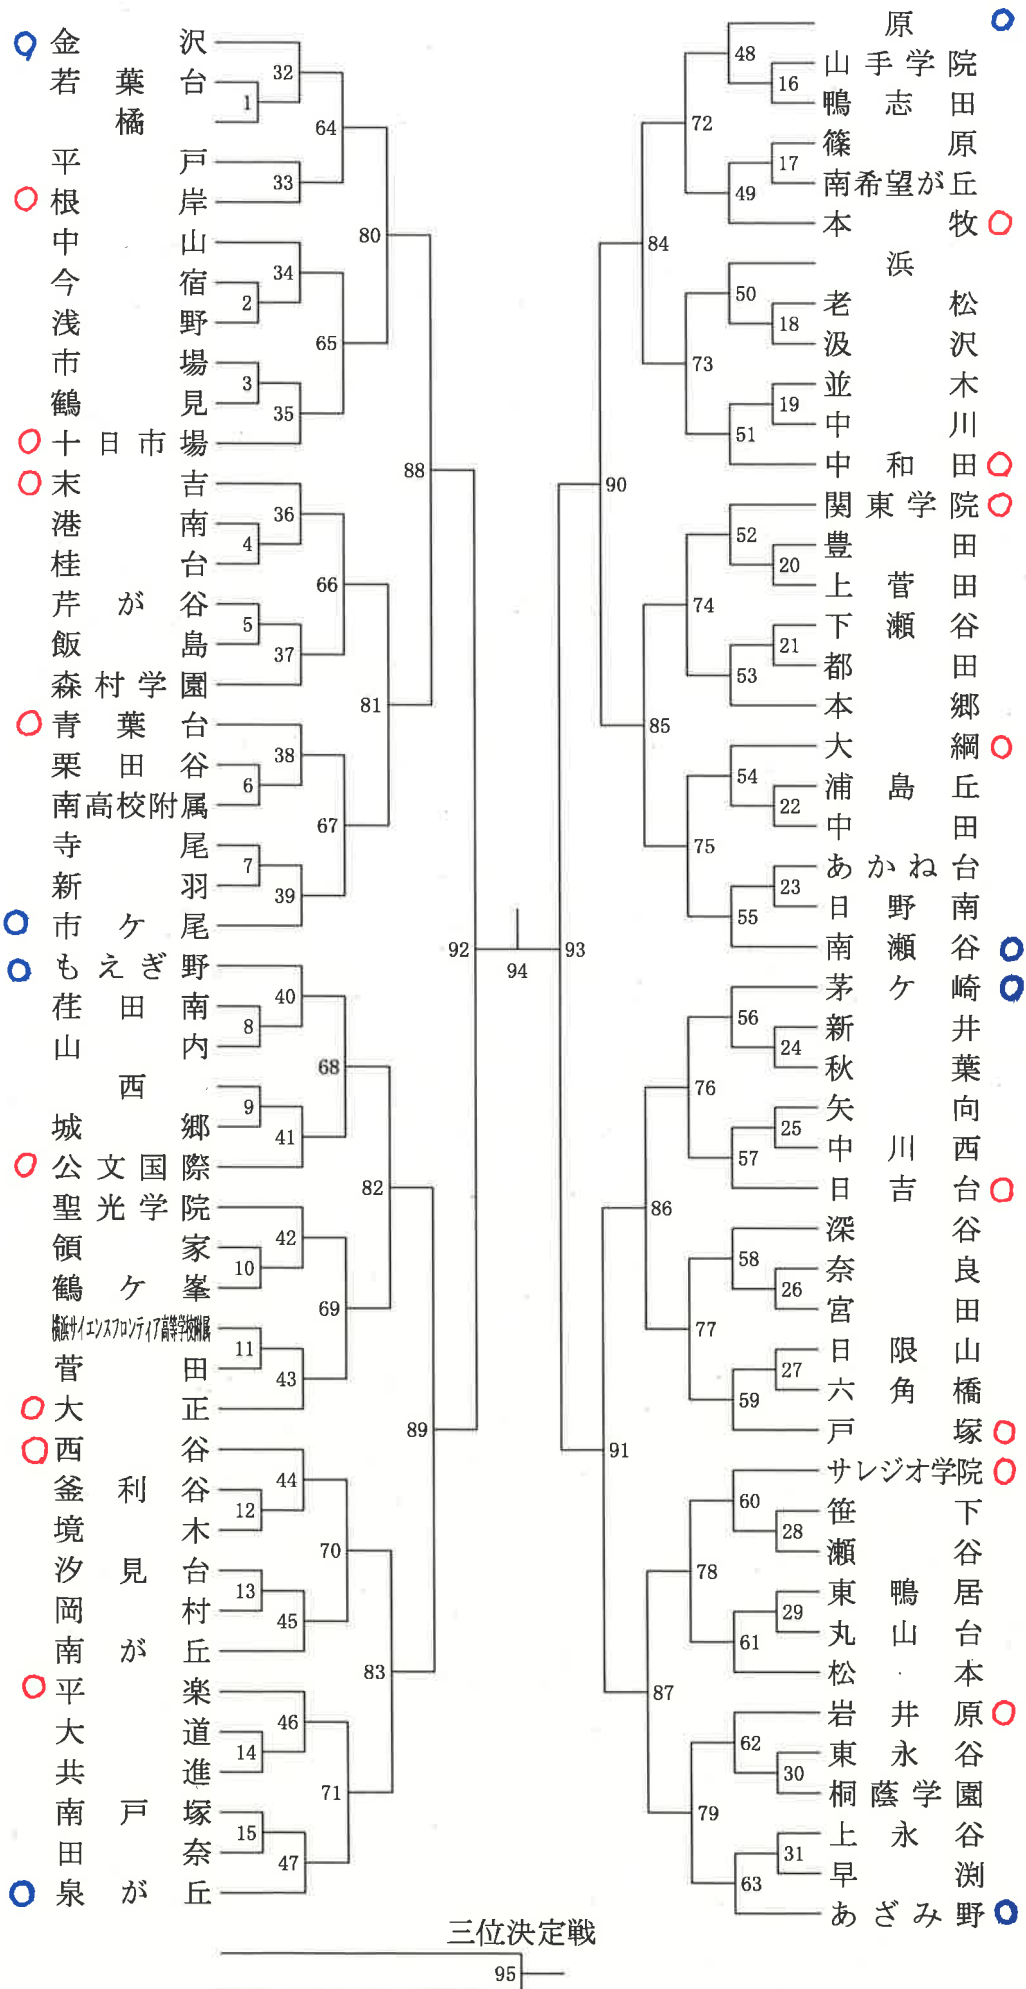 金沢
32
若葉台
1
橘
64
平戸
33
根岸
80
中山
34
今宿
2
浅野
65
市場
3
鶴見
35
十日市場
88
末吉
36
港南
4
桂台
66
芹が谷
5
飯島
37
森村学園
81
青葉台
38
栗田谷
6
南高校附属
67
寺尾
7
新羽
39
市ケ尾
92
もえぎ野
40
荏田南
8
山内
68
西
9
城郷
41
公文国際
82
聖光学院
42
領家
10
鶴ケ峯
69
横浜サイエンスフロンティア高等学校附属
11
菅田
43
大正
89
西谷
44
釜利谷
12
境木
70
汐見台
13
岡村
45
南が丘
83
平楽
46
大道
14
共進
71
南戸塚
15
田奈
47
泉が丘
94
原
48
山手学院
16
鴨志田
72
篠原
17
南希望が丘
49
本牧
84
浜
50
老松
18
汲沢
73
並木
19
中川
51
中和田
90
関東学院
52
豊田
20
上菅田
74
下瀬谷
21
都田
53
本郷
85
大綱
54
浦島丘
22
中田
75
あかね台
23
日野南
55
南瀬谷
93
茅ケ崎
56
新井
24
秋葉
76
矢向
25
中川西
57
日吉台
86
深谷
58
奈良
26
宮田
77
日限山
27
六角橋
59
戸塚
91
サレジオ学院
60
笹下
28
瀬谷
78
東鴨居
29
丸山台
61
松本
87
岩井原
62
東永谷
30
桐蔭学園
79
上永谷
31
早渕
63
あざみ野
三位決定戦
95